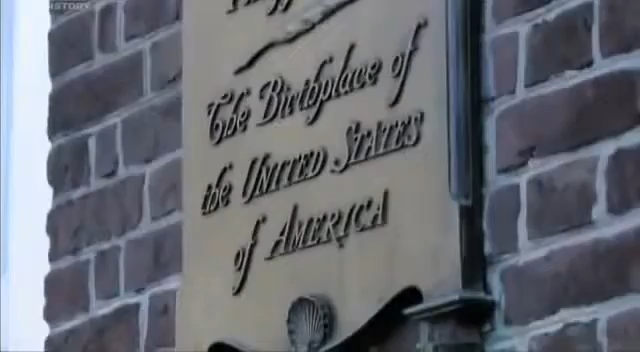 The Birthplace of
the UNITED STATES
of AMERICA